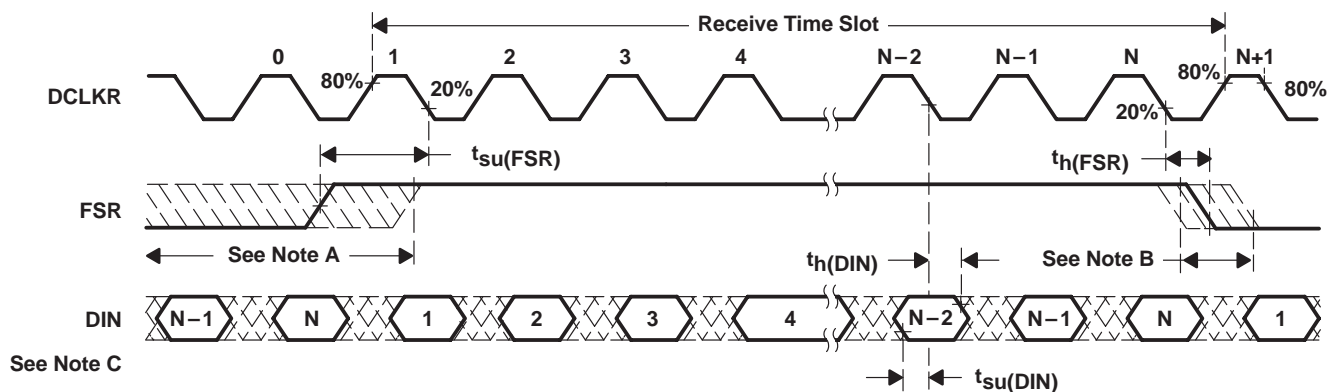 Receive Time Slot
0 1 2 3 4 N–2 N–1 N N+1
80% 20% 80%
DCLKR 20% 80%
tsu(FSR) th(FSR)
FSR
See Note A th(DIN) See Note B
DIN N–1 N 1 2 3 4 N–2 N–1 N 1
See Note C tsu(DIN)